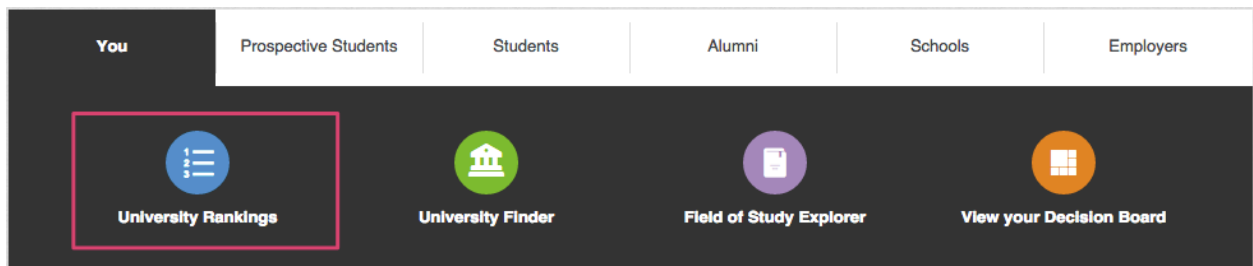 You
Prospective Students
Students
Alumni
Schools
Employers
1
2
3
University Rankings
University Finder
Field of Study Explorer
View your Decision Board